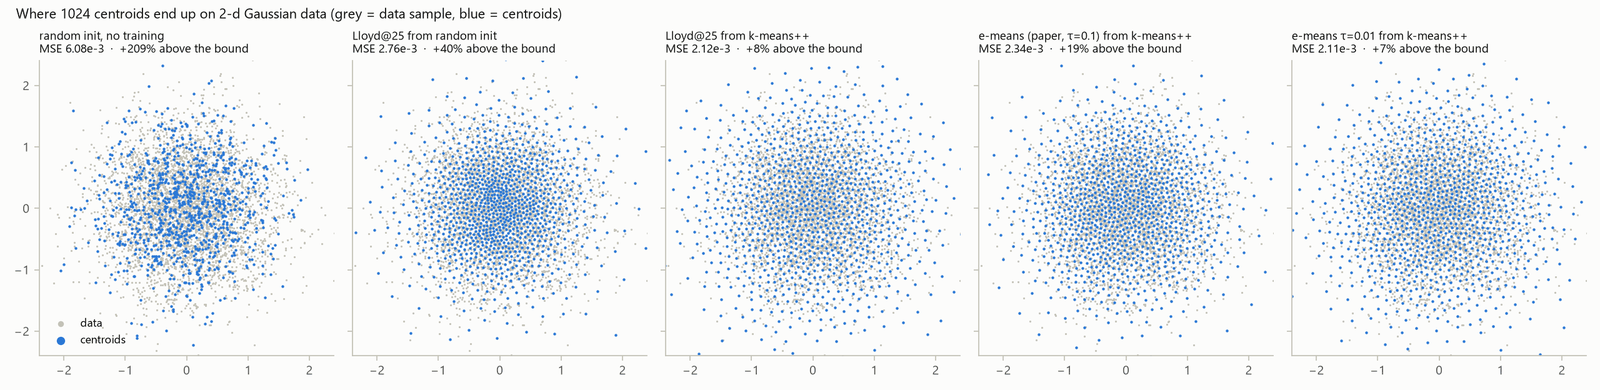 Where 1024 centroids end up on 2-d Gaussian data (grey = data sample, blue = centroids)
random init, no training
MSE 6.08e-3 · +209% above the bound
Lloyd@25 from random init
MSE 2.76e-3 · +40% above the bound
Lloyd@25 from k-means++
MSE 2.12e-3 · +8% above the bound
e-means (paper, τ=0.1) from k-means++
MSE 2.34e-3 · +19% above the bound
e-means τ=0.01 from k-means++
MSE 2.11e-3 · +7% above the bound
2
1
0
−1
−2
data
centroids
−2 −1 0 1 2
−2 −1 0 1 2
−2 −1 0 1 2
−2 −1 0 1 2
−2 −1 0 1 2